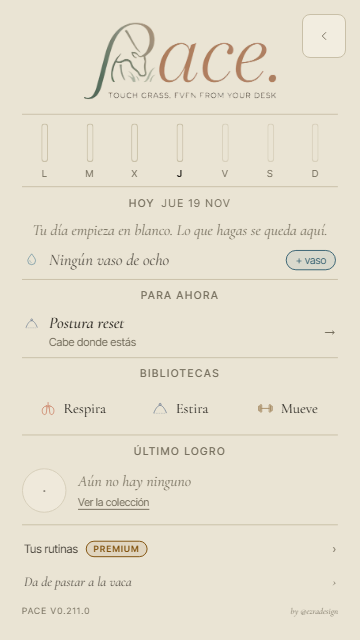 Pace.
TOUCH GRASS, EVEN FROM YOUR DESK
L M X J V S D
HOY JUE 19 NOV
Tu día empieza en blanco. Lo que hagas se queda aquí.
Ningún vaso de ocho
+ vaso
PARA AHORA
Postura reset
Cabe donde estás
→
BIBLIOTECAS
Respira Estira Mueve
ÚLTIMO LOGRO
Aún no hay ninguno
Ver la colección
Tus rutinas PREMIUM ›
Da de pastar a la vaca ›
PACE V0.211.0
by @ezradesign